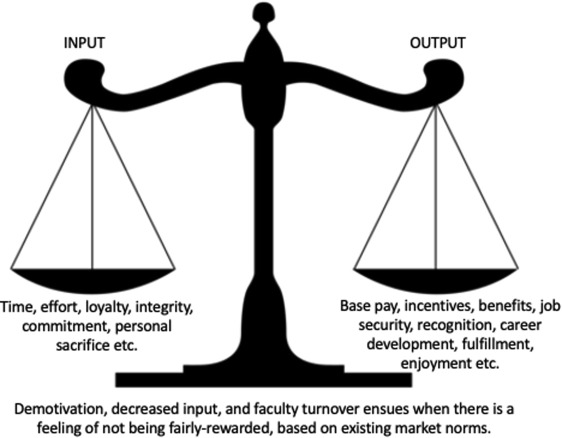 INPUT
OUTPUT
Time, effort, loyalty, integrity,
commitment, personal
sacrifice etc.
Base pay, incentives, benefits, job
security, recognition, career
development, fulfillment,
enjoyment etc.
Demotivation, decreased input, and faculty turnover ensues when there is a
feeling of not being fairly-rewarded, based on existing market norms.